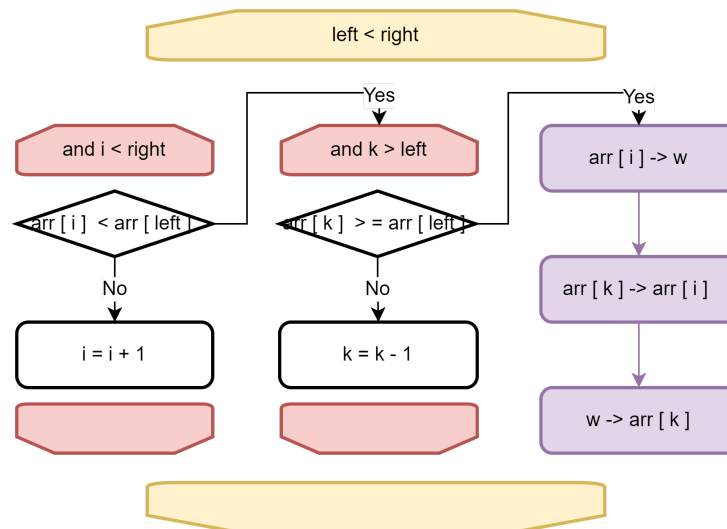 left < right
and i < right
arr [ i ]  < arr [ left ]
No
i = i + 1
Yes
and k > left
arr [ k ]  > = arr [ left ]
No
k = k - 1
Yes
arr [ i ] -> w
arr [ k ] -> arr [ i ]
w -> arr [ k ]